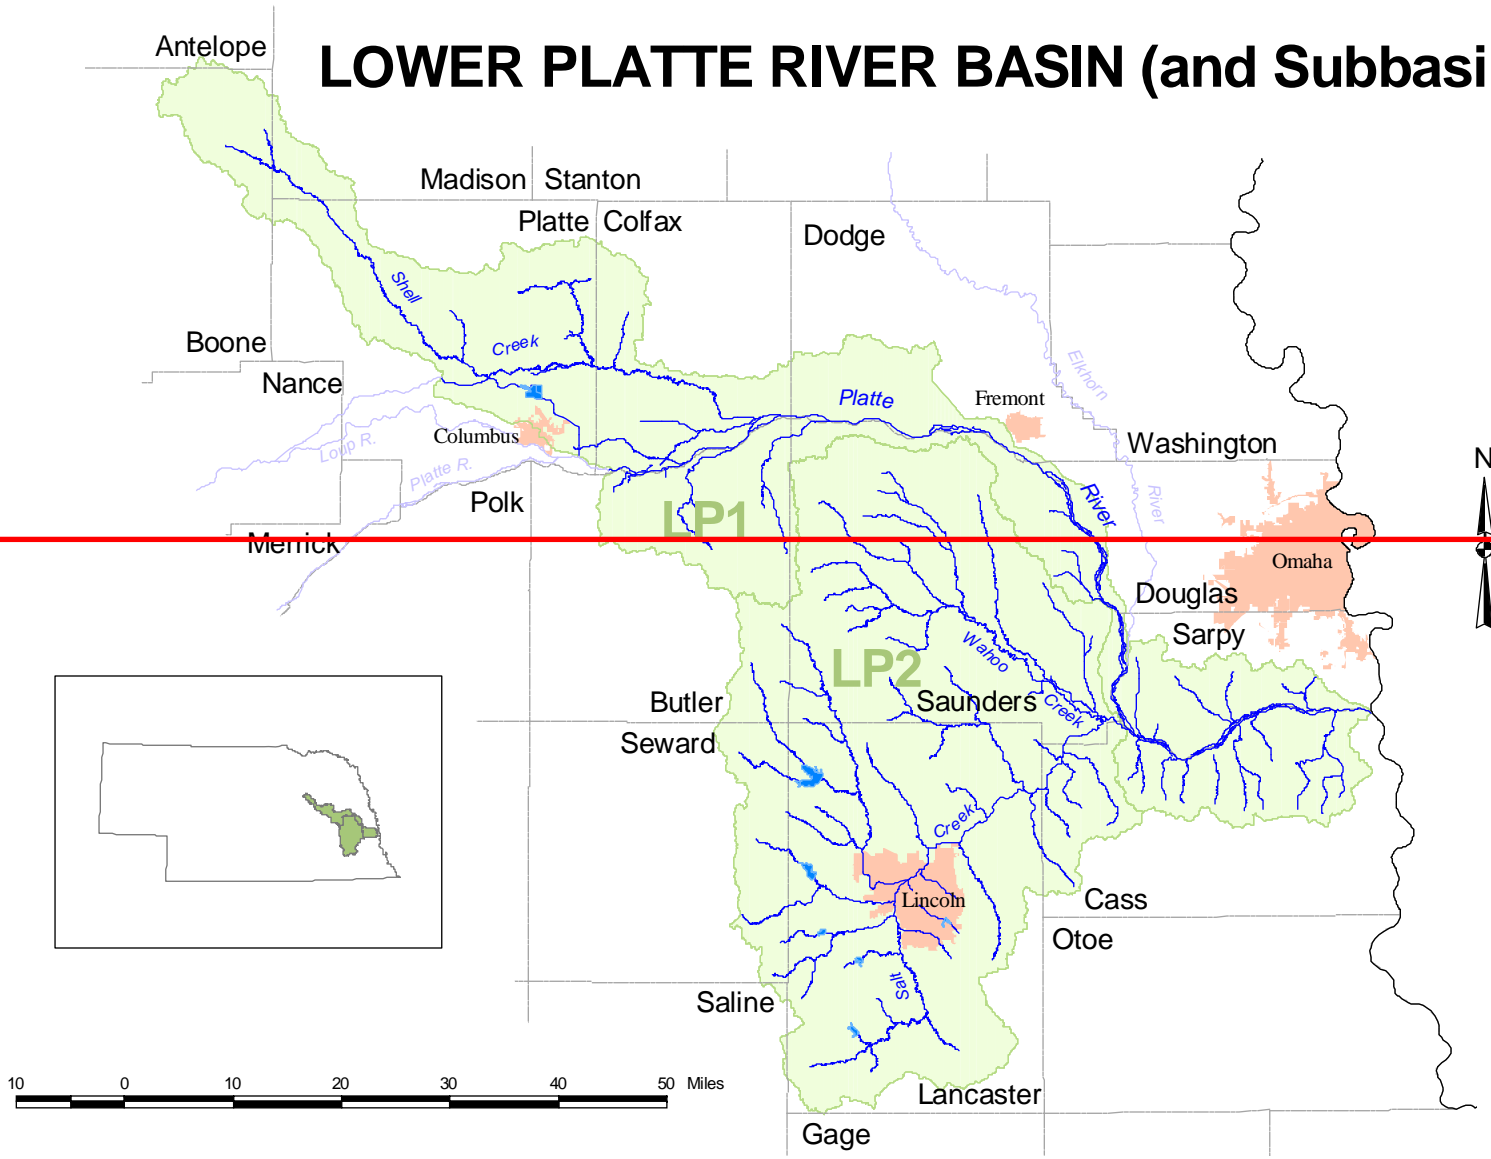 LOWER PLATTE RIVER BASIN (and Subbasi
Antelope
Madison
Stanton
Platte
Colfax
Dodge
Shell
Creek
Boone
Nance
Elkhorn
River
Platte
River
Fremont
Columbus
Loup R.
Platte R.
Washington
Polk
LP1
Merrick
N
Omaha
Douglas
Sarpy
Wahoo
Creek
LP2
Saunders
Butler
Seward
Creek
Lincoln
Cass
Otoe
Salt
Saline
10 0 10 20 30 40 50 Miles
Lancaster
Gage